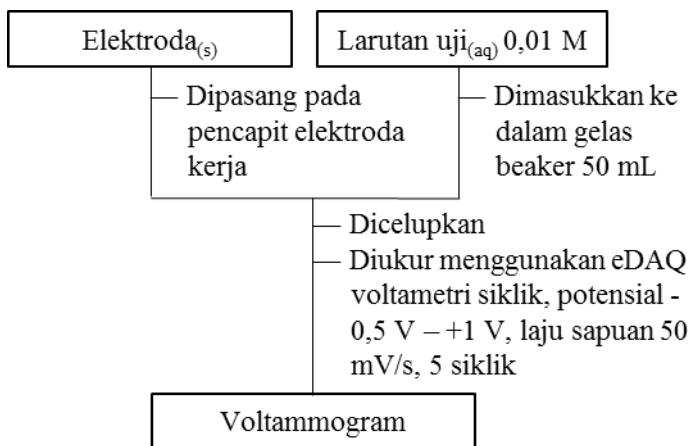 Elektroda(s)
Larutan uji(aq) 0,01 M
Dipasang pada
pencapit elektroda
kerja
Dimasukkan ke
dalam gelas
beaker 50 mL
Dicelupkan
Diukur menggunakan eDAQ
voltametri siklik, potensial -
0,5 V – +1 V, laju sapuan 50
mV/s, 5 siklik
Voltammogram